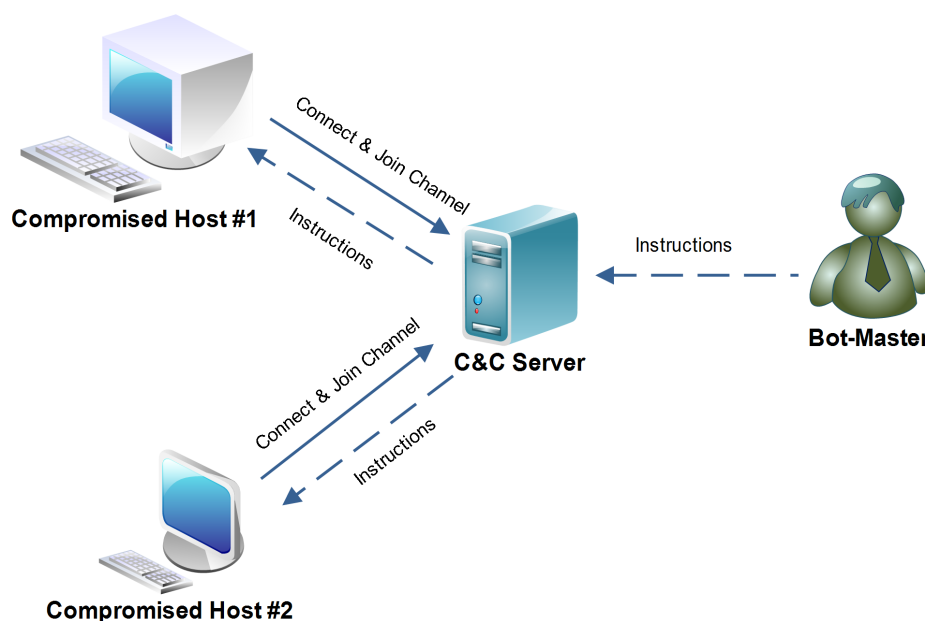 Connect & Join Channel
Compromised Host #1
Instructions
Instructions
Bot-Master
C&C Server
Connect & Join Channel
Instructions
Compromised Host #2